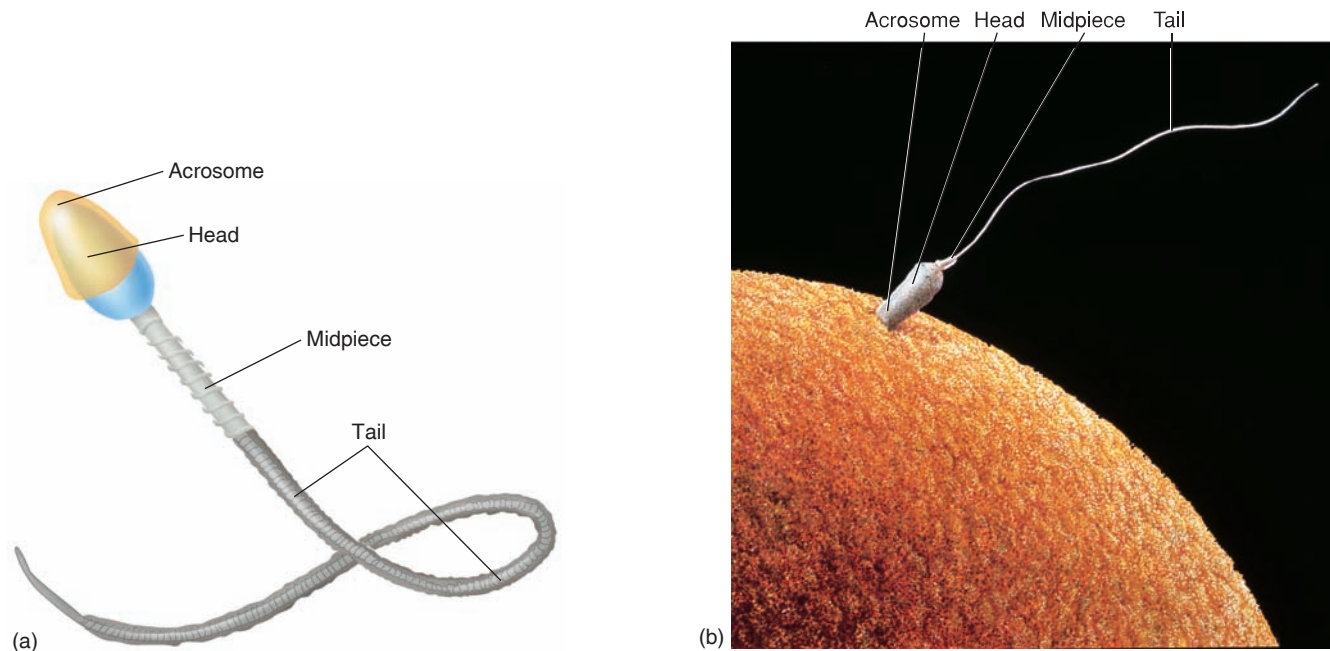 Acrosome
Head
Midpiece
Tail
(a)
Acrosome Head Midpiece Tail
(b)